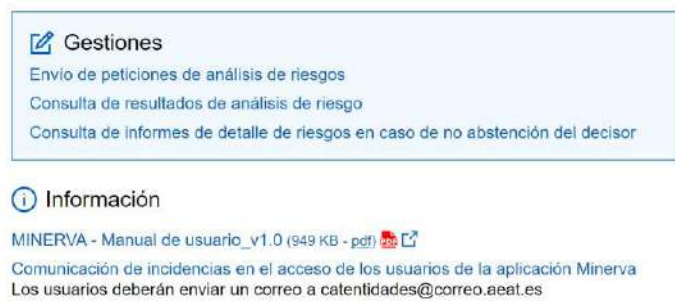 Gestiones
Envío de peticiones de análisis de riesgos
Consulta de resultados de análisis de riesgo
Consulta de informes de detalle de riesgos en caso de no abstención del decisor
Información
MINERVA - Manual de usuario_v1.0 (949 KB - pdf)
Comunicación de incidencias en el acceso de los usuarios de la aplicación Minerva
Los usuarios deberán enviar un correo a catentidades@correo.aeat.es